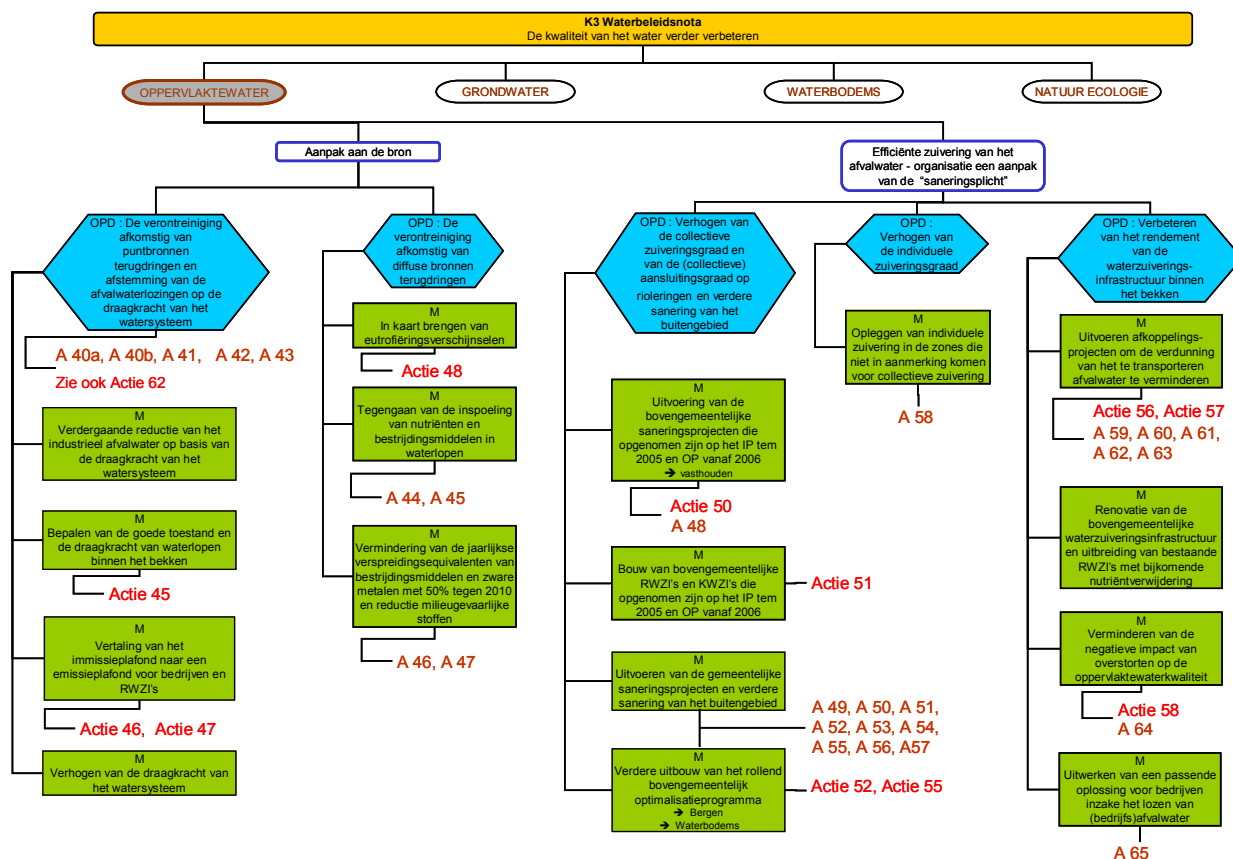 K3 Waterbeleidsnota
De kwaliteit van het water verder verbeteren
OPPERVLAKTEWATER
GRONDWATER
WATERBODEMS
NATUUR ECOLOGIE
Aanpak aan de bron
Efficiënte zuivering van het
afvalwater - organisatie een aanpak
van de “saneringsplicht”
OPD : De verontreiniging
afkomstig van
puntbronnen
terugdringen en
afstemming van de
afvalwaterlozingen op de
draagkracht van het
watersysteem
A 40a, A 40b, A 41, A 42, A 43
Zie ook Actie 62
M
Verdergaande reductie van het
industrieel afvalwater op basis van
de draagkracht van het
watersysteem
M
Bepalen van de goede toestand en
de draagkracht van waterlopen
binnen het bekken
Actie 45
M
Vertaling van het
immissieplafond naar een
emissieplafond voor bedrijven en
RWZI's
Actie 46, Actie 47
M
Verhogen van de draagkracht van
het watersysteem
OPD : De
verontreiniging
afkomstig van
diffuse bronnen
terugdringen
M
In kaart brengen van
eutrofiëringsverschijnselen
Actie 48
M
Tegengaan van de inspoeling
van nutriënten en
bestrijdingsmiddelen in
waterlopen
A 44, A 45
M
Vermindering van de jaarlijkse
verspreidingsequivalenten van
bestrijdingsmiddelen en zware
metalen met 50% tegen 2010
en reductie milieugevaarlijke
stoffen
A 46, A 47
OPD : Verhogen van
de collectieve
zuiveringsgraad en
van de (collectieve)
aansluitingsgraad op
rioleringen en verdere
sanering van het
buitengebied
M
Uitvoering van de
bovengemeentelijke
saneringsprojecten die
opgenomen zijn op het IP tem
2005 en OP vanaf 2006
➔ vasthouden
Actie 50
A 48
M
Bouw van bovengemeentelijke
RWZI's en KWZI's die
opgenomen zijn op het IP tem
2005 en OP vanaf 2006
Actie 51
M
Uitvoeren van de gemeentelijke
saneringsprojecten en verdere
sanering van het buitengebied
A 49, A 50, A 51,
A 52, A 53, A 54,
A 55, A 56, A57
M
Verdere uitbouw van het rollend
bovengemeentelijk
optimalisatieprogramma
➔ Bergen
➔ Waterbodems
Actie 52, Actie 55
OPD :
Verhogen van
de individuele
zuiveringsgraad
M
Opleggen van individuele
zuivering in de zones die
niet in aanmerking komen
voor collectieve zuivering
A 58
OPD : Verbeteren
van het rendement
van de
waterzuiverings-
infrastructuur binnen
het bekken
M
Uitvoeren afkoppelings-
projecten om de verdunning
van het te transporteren
afvalwater te verminderen
Actie 56, Actie 57
A 59, A 60, A 61,
A 62, A 63
M
Renovatie van de
bovengemeentelijke
waterzuiveringsinfrastructuur
en uitbreiding van bestaande
RWZI's met bijkomende
nutriëntverwijdering
M
Verminderen van de
negatieve impact van
overstorten op de
oppervlaktewaterkwaliteit
Actie 58
A 64
M
Uitwerken van een passende
oplossing voor bedrijven
inzake het lozen van
(bedrijfs)afvalwater
A 65